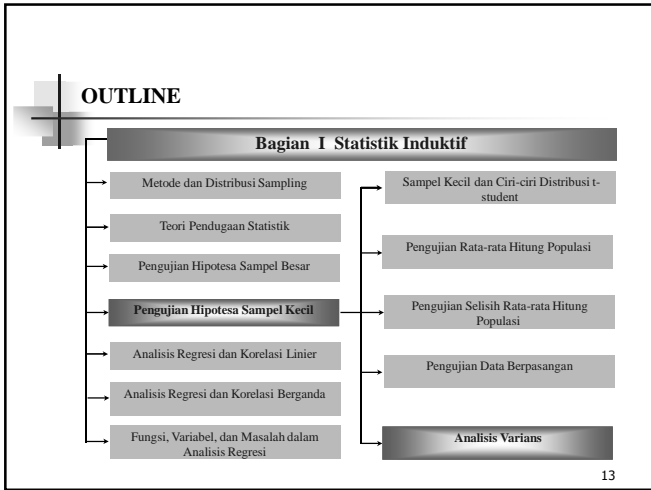 OUTLINE
Bagian I Statistik Induktif
Metode dan Distribusi Sampling
Teori Pendugaan Statistik
Pengujian Hipotesa Sampel Besar
Pengujian Hipotesa Sampel Kecil
Analisis Regresi dan Korelasi Linier
Analisis Regresi dan Korelasi Berganda
Fungsi, Variabel, dan Masalah dalam
Analisis Regresi
Sampel Kecil dan Ciri-ciri Distribusi t-
student
Pengujian Rata-rata Hitung Populasi
Pengujian Selisih Rata-rata Hitung
Populasi
Pengujian Data Berpasangan
Analisis Varians
13